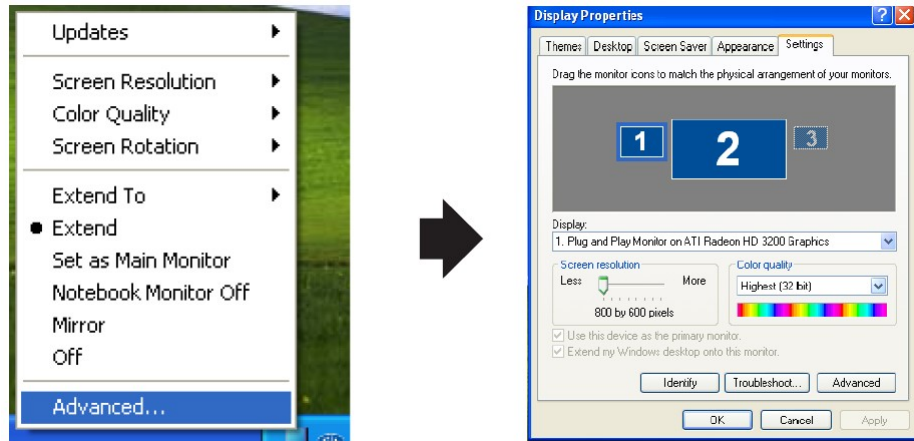 Updates
Screen Resolution
Color Quality
Screen Rotation
Extend To
Extend
Set as Main Monitor
Notebook Monitor Off
Mirror
Off
Advanced...
Display Properties
Themes Desktop Screen Saver Appearance Settings
Drag the monitor icons to match the physical arrangement of your monitors.
1 2 3
Display:
1. Plug and Play Monitor on ATI Radeon HD 3200 Graphics
Screen resolution
Less More
800 by 600 pixels
Color quality
Highest (32 bit)
Use this device as the primary monitor.
Extend my Windows desktop onto this monitor.
Identify Troubleshoot... Advanced
OK Cancel Apply